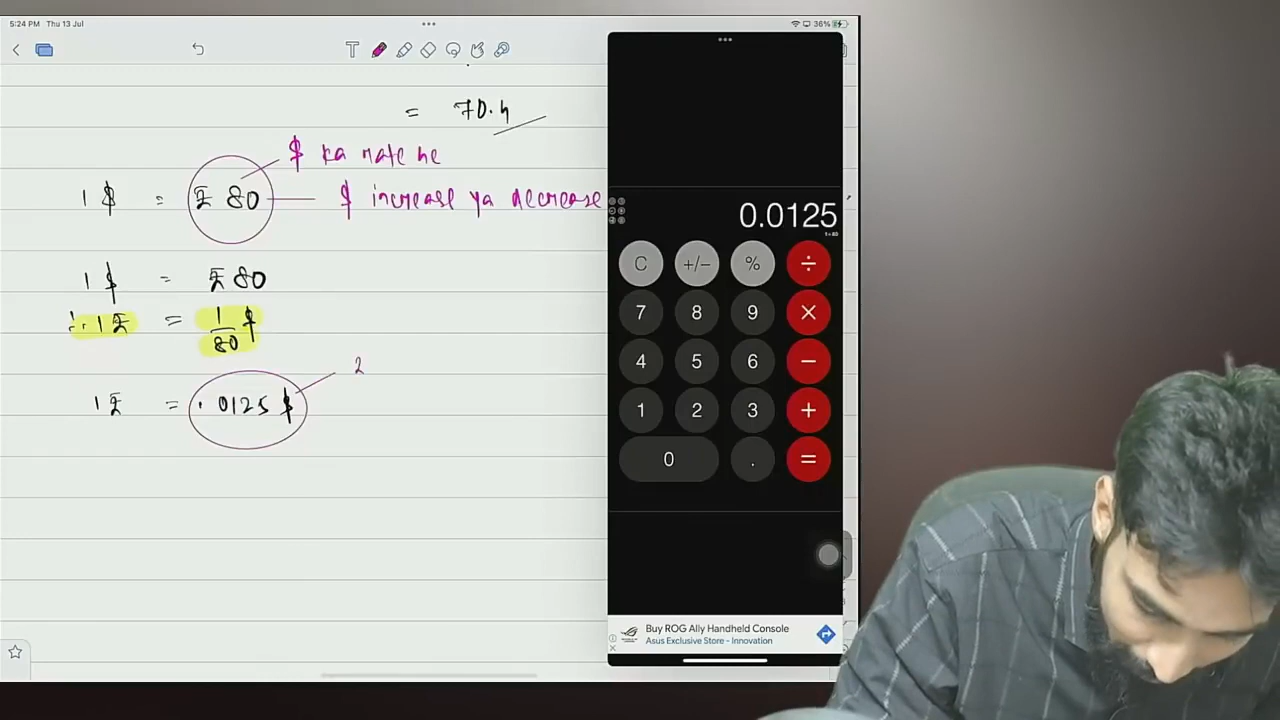 5:24 PM Thu 13 Jul
36%
= 70.4
$ ka rate he
1 $ = ₹ 80
$ increase ya decrease
1 $ = ₹ 80
∴ 1 ₹ = 1/80 $
1 ₹ = .0125 $
0.0125
C +/− % ÷
7 8 9 ×
4 5 6 −
1 2 3 +
0 . =
Buy ROG Ally Handheld Console
Asus Exclusive Store - Innovation